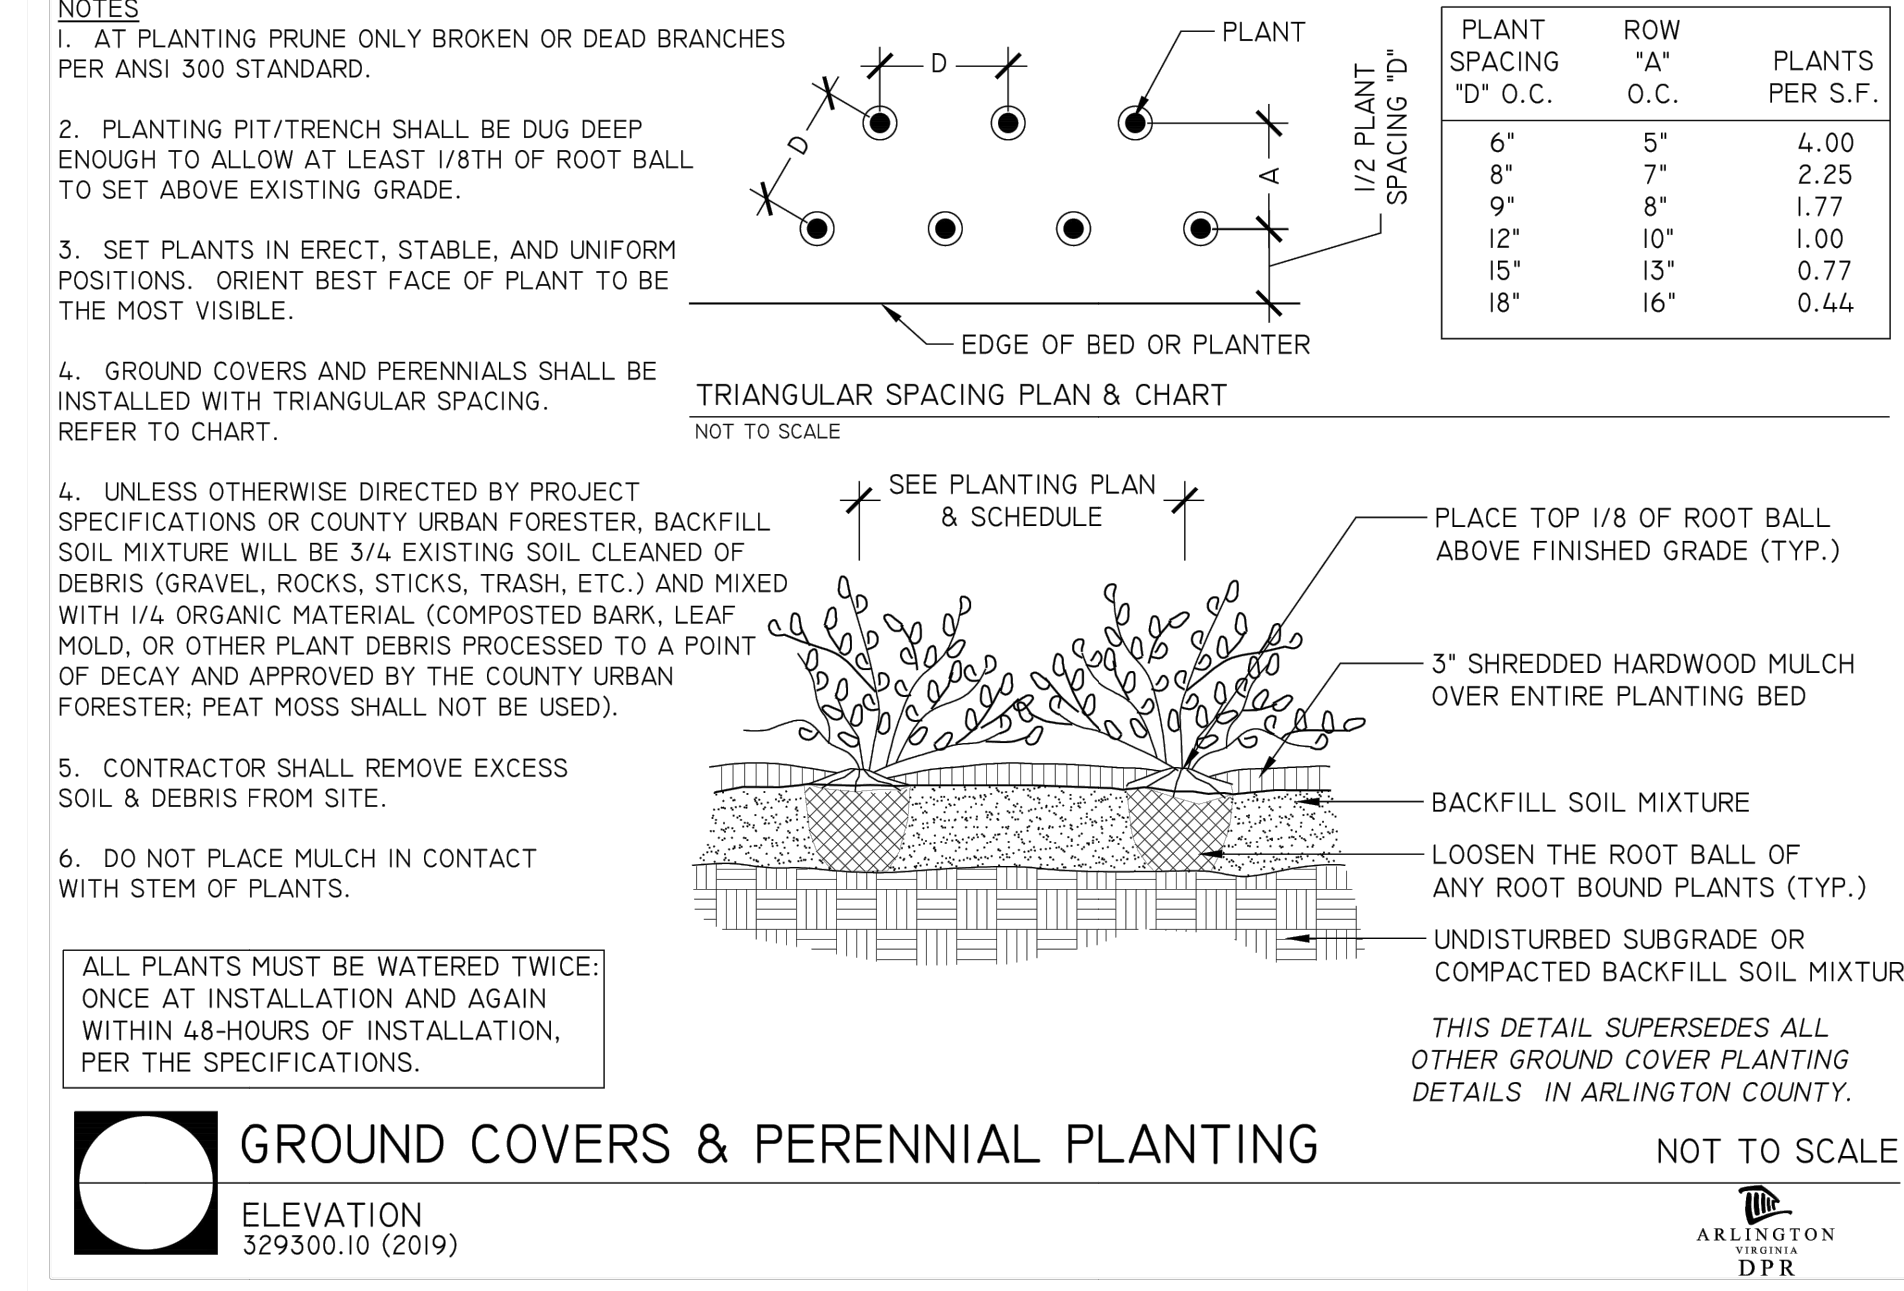 NOTES
1. AT PLANTING PRUNE ONLY BROKEN OR DEAD BRANCHES
PER ANSI 300 STANDARD.
2. PLANTING PIT/TRENCH SHALL BE DUG DEEP
ENOUGH TO ALLOW AT LEAST 1/8TH OF ROOT BALL
TO SET ABOVE EXISTING GRADE.
3. SET PLANTS IN ERECT, STABLE, AND UNIFORM
POSITIONS. ORIENT BEST FACE OF PLANT TO BE
THE MOST VISIBLE.
4. GROUND COVERS AND PERENNIALS SHALL BE
INSTALLED WITH TRIANGULAR SPACING.
REFER TO CHART.
4. UNLESS OTHERWISE DIRECTED BY PROJECT
SPECIFICATIONS OR COUNTY URBAN FORESTER, BACKFILL
SOIL MIXTURE WILL BE 3/4 EXISTING SOIL CLEANED OF
DEBRIS (GRAVEL, ROCKS, STICKS, TRASH, ETC.) AND MIXED
WITH 1/4 ORGANIC MATERIAL (COMPOSTED BARK, LEAF
MOLD, OR OTHER PLANT DEBRIS PROCESSED TO A POINT
OF DECAY AND APPROVED BY THE COUNTY URBAN
FORESTER; PEAT MOSS SHALL NOT BE USED).
5. CONTRACTOR SHALL REMOVE EXCESS
SOIL & DEBRIS FROM SITE.
6. DO NOT PLACE MULCH IN CONTACT
WITH STEM OF PLANTS.
ALL PLANTS MUST BE WATERED TWICE:
ONCE AT INSTALLATION AND AGAIN
WITHIN 48-HOURS OF INSTALLATION,
PER THE SPECIFICATIONS.
D
D
PLANT
A
1/2 PLANT
SPACING "D"
EDGE OF BED OR PLANTER
TRIANGULAR SPACING PLAN & CHART
NOT TO SCALE
PLANT ROW
SPACING "A" PLANTS
"D" O.C. O.C. PER S.F.
6" 5" 4.00
8" 7" 2.25
9" 8" 1.77
12" 10" 1.00
15" 13" 0.77
18" 16" 0.44
SEE PLANTING PLAN
& SCHEDULE
PLACE TOP 1/8 OF ROOT BALL
ABOVE FINISHED GRADE (TYP.)
3" SHREDDED HARDWOOD MULCH
OVER ENTIRE PLANTING BED
BACKFILL SOIL MIXTURE
LOOSEN THE ROOT BALL OF
ANY ROOT BOUND PLANTS (TYP.)
UNDISTURBED SUBGRADE OR
COMPACTED BACKFILL SOIL MIXTUR
THIS DETAIL SUPERSEDES ALL
OTHER GROUND COVER PLANTING
DETAILS IN ARLINGTON COUNTY.
GROUND COVERS & PERENNIAL PLANTING
NOT TO SCALE
ELEVATION
329300.10 (2019)
ARLINGTON
VIRGINIA
DPR